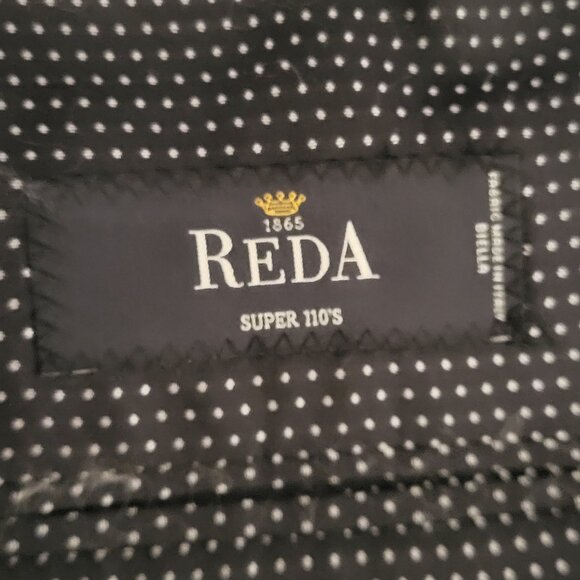 1865
REDA
SUPER 110'S
FABRIC MADE IN ITALY
BIELLA